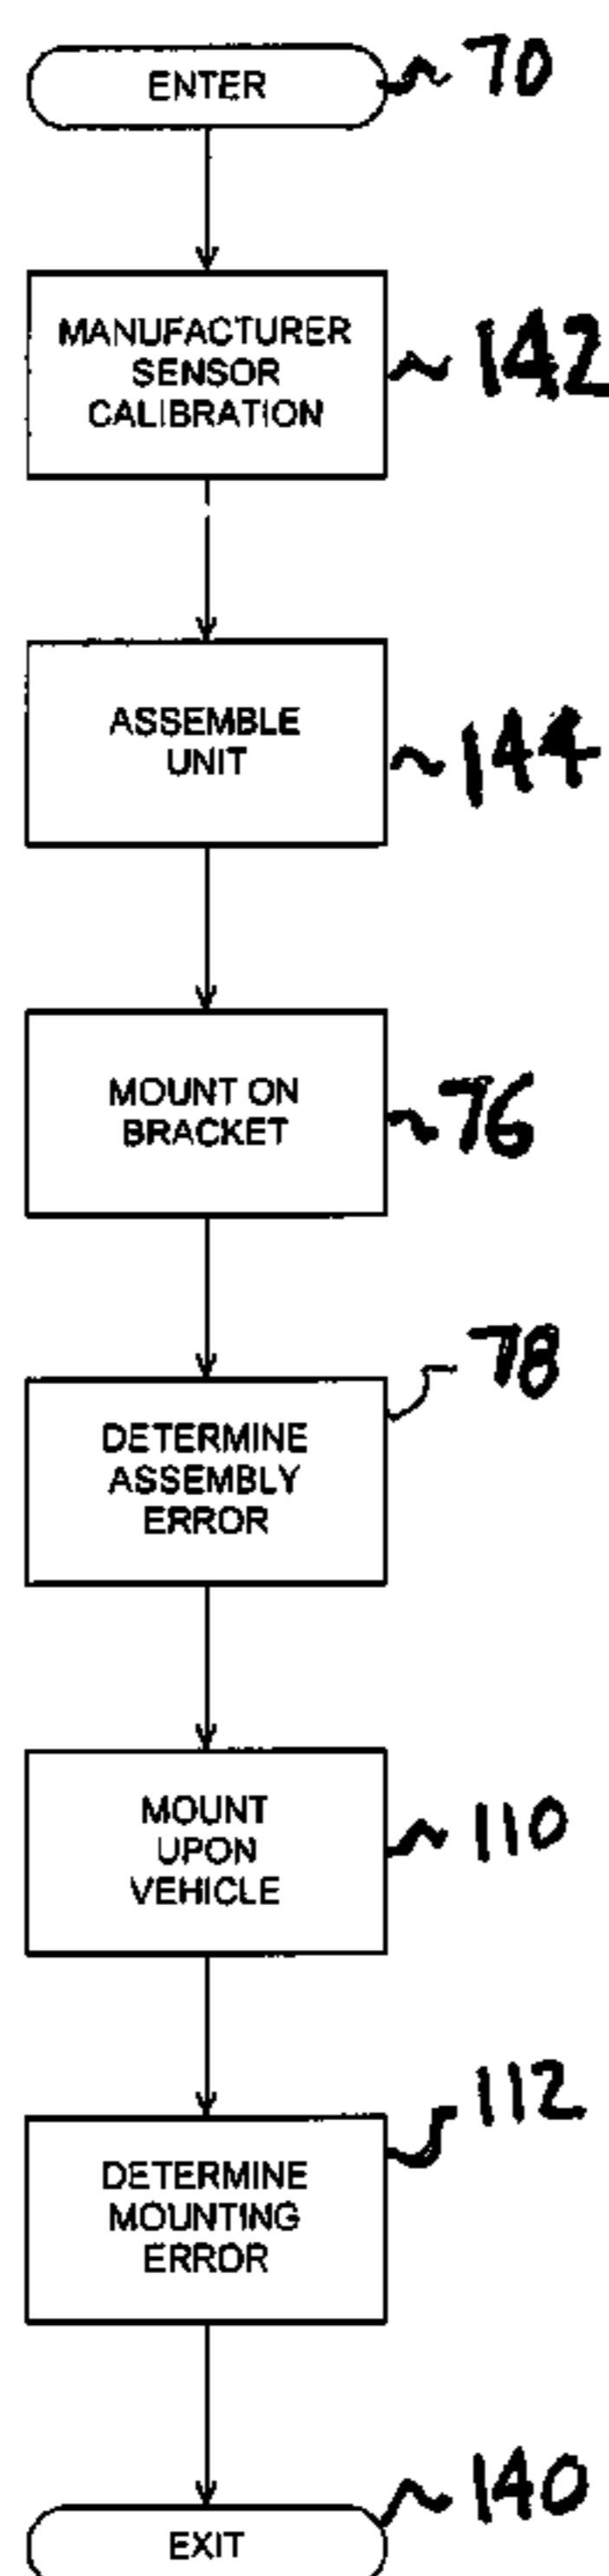 ENTER
70
MANUFACTURER
SENSOR
CALIBRATION
142
ASSEMBLE
UNIT
144
MOUNT ON
BRACKET
76
78
DETERMINE
ASSEMBLY
ERROR
MOUNT
UPON
VEHICLE
110
112
DETERMINE
MOUNTING
ERROR
140
EXIT